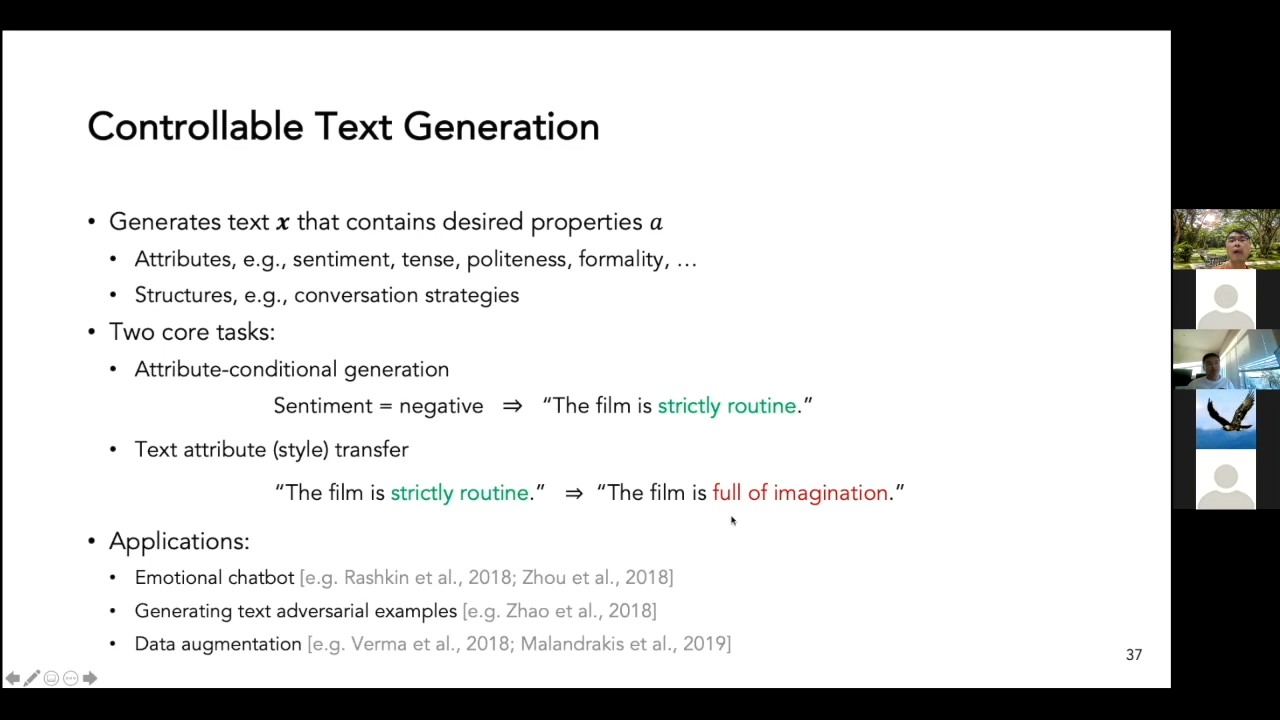 Controllable Text Generation
• Generates text x that contains desired properties a
• Attributes, e.g., sentiment, tense, politeness, formality, …
• Structures, e.g., conversation strategies
• Two core tasks:
• Attribute-conditional generation
Sentiment = negative ⇒ “The film is strictly routine.”
• Text attribute (style) transfer
“The film is strictly routine.” ⇒ “The film is full of imagination.”
• Applications:
• Emotional chatbot [e.g. Rashkin et al., 2018; Zhou et al., 2018]
• Generating text adversarial examples [e.g. Zhao et al., 2018]
• Data augmentation [e.g. Verma et al., 2018; Malandrakis et al., 2019]
37